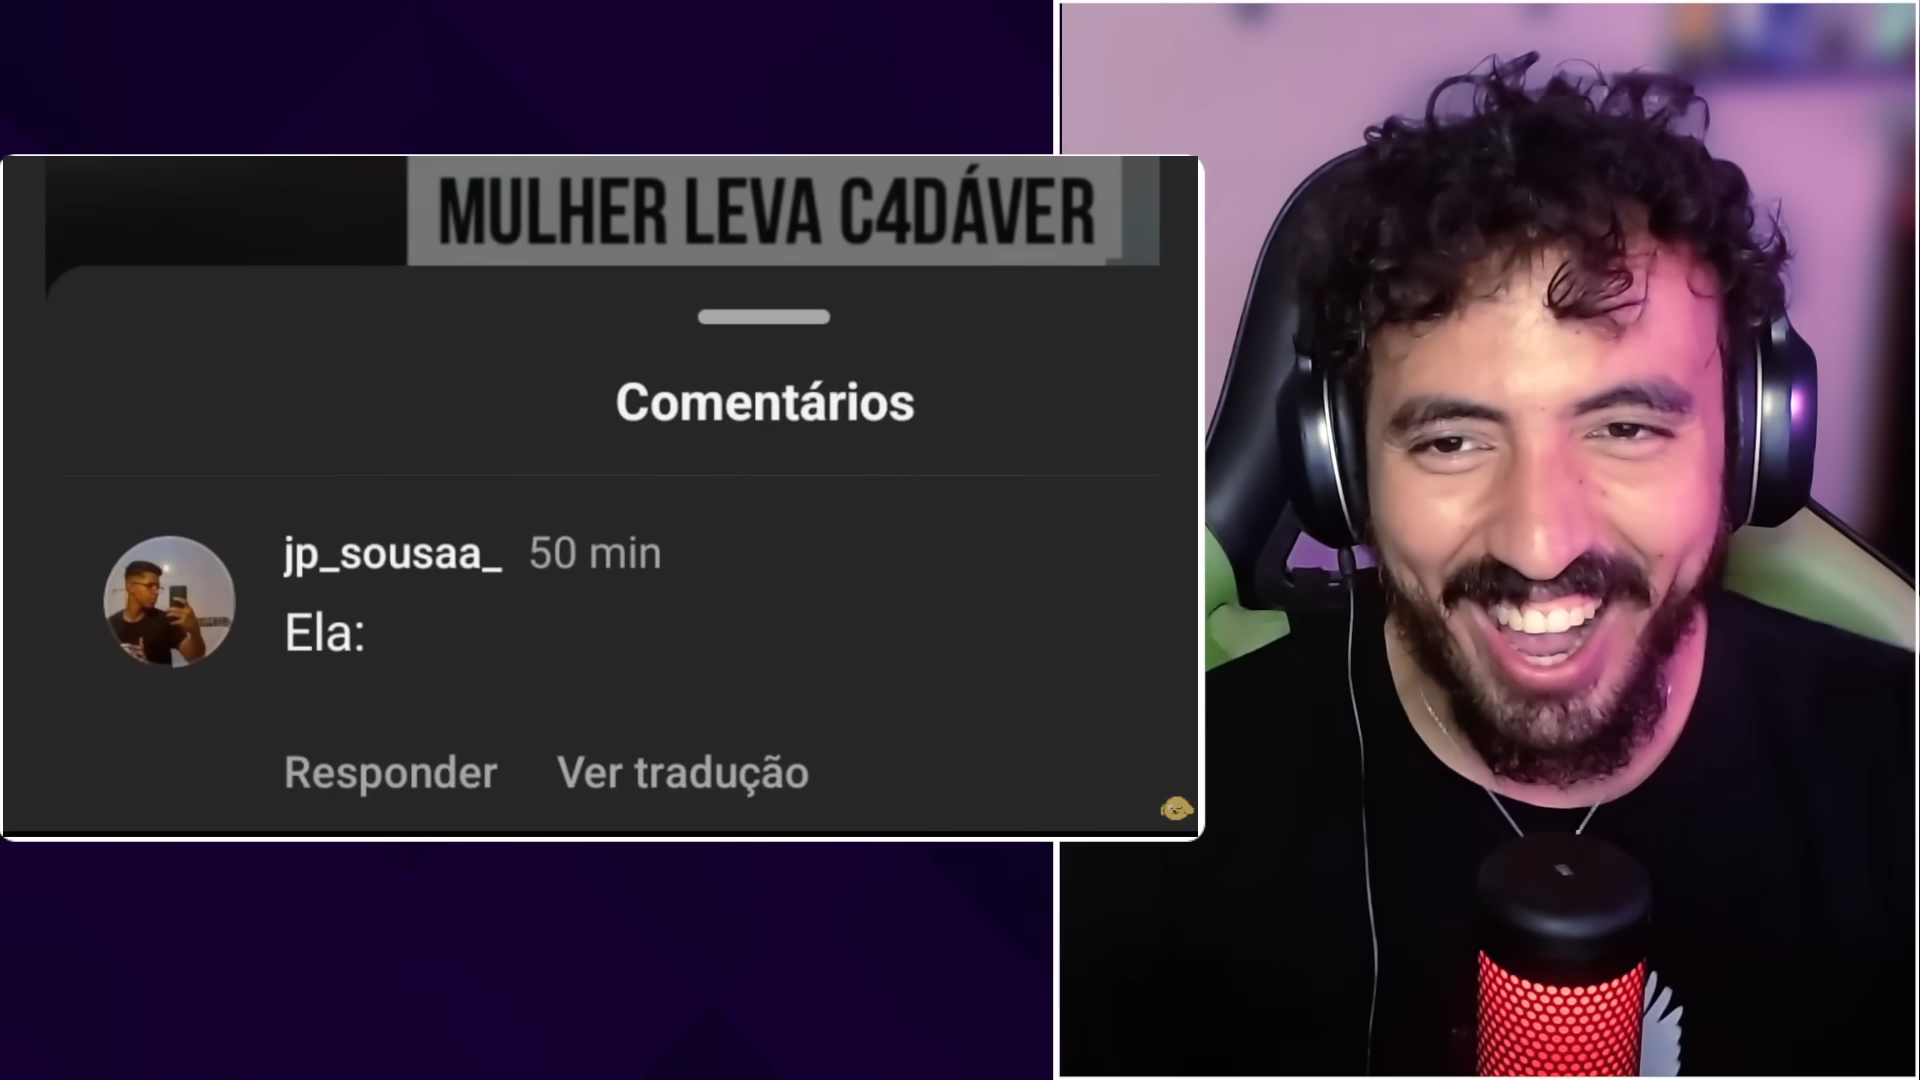 MULHER LEVA C4DÁVER
Comentários
jp_sousaa_ 50 min
Ela:
Responder Ver tradução